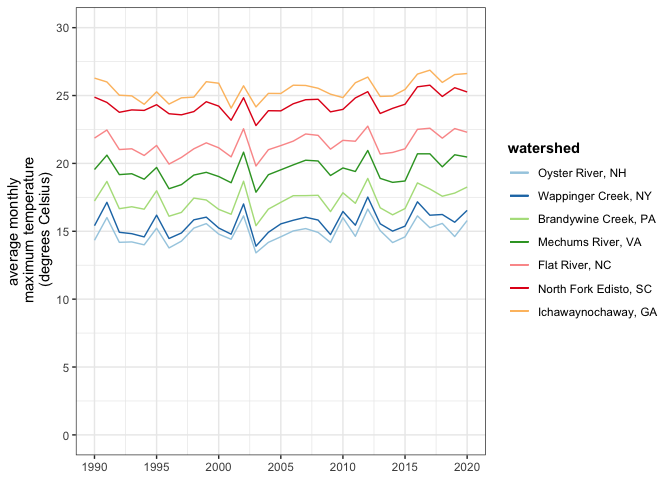 30
25
20
15
10
5
0
average monthly
maximum temperature
(degrees Celsius)
1990 1995 2000 2005 2010 2015 2020
watershed
Oyster River, NH
Wappinger Creek, NY
Brandywine Creek, PA
Mechums River, VA
Flat River, NC
North Fork Edisto, SC
Ichawaynochaway, GA